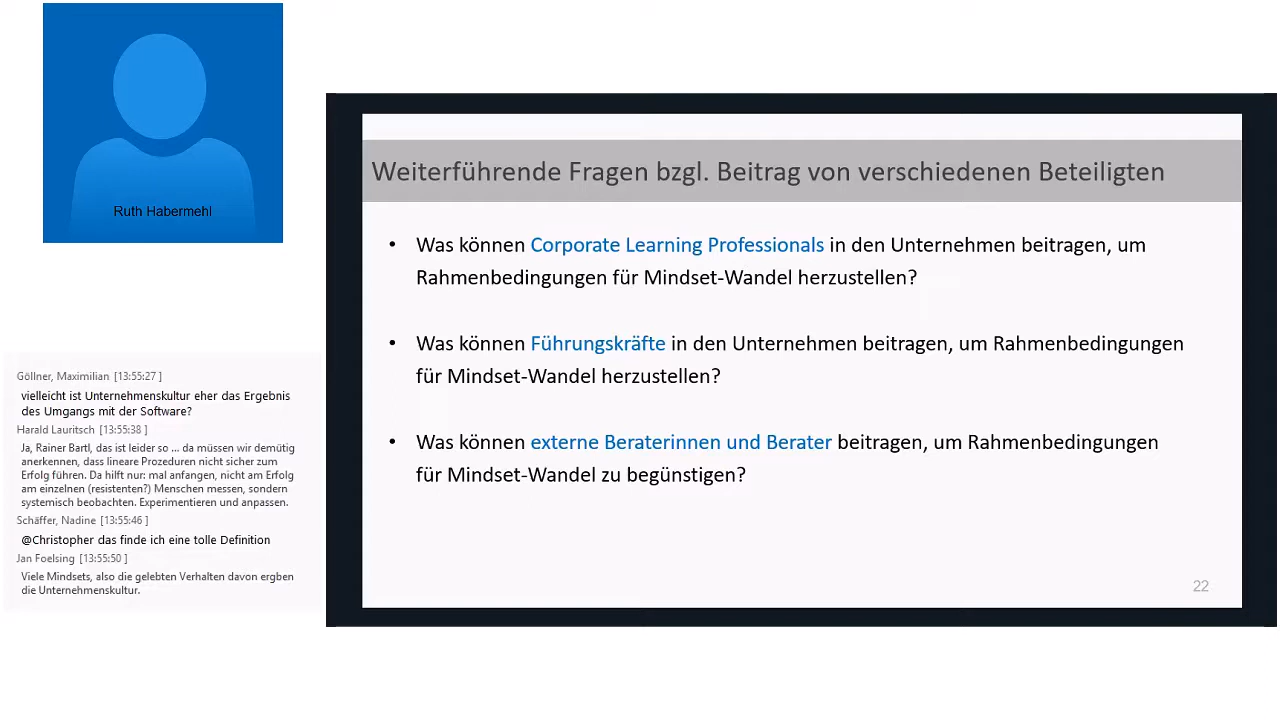 Ruth Habermehl
Göllner, Maximilian [13:55:27 ]
vielleicht ist Unternehmenskultur eher das Ergebnis
des Umgangs mit der Software?
Harald Lauritsch [13:55:38 ]
Ja, Rainer Bartl, das ist leider so ... da müssen wir demütig
anerkennen, dass lineare Prozeduren nicht sicher zum
Erfolg führen. Da hilft nur: mal anfangen, nicht am Erfolg
am einzelnen (resistenten?) Menschen messen, sondern
systemisch beobachten. Experimentieren und anpassen.
Schäffer, Nadine [13:55:46 ]
@Christopher das finde ich eine tolle Definition
Jan Foelsing [13:55:50 ]
Viele Mindsets, also die gelebten Verhalten davon ergben
die Unternehmenskultur.
Weiterführende Fragen bzgl. Beitrag von verschiedenen Beteiligten
• Was können Corporate Learning Professionals in den Unternehmen beitragen, um
Rahmenbedingungen für Mindset-Wandel herzustellen?
• Was können Führungskräfte in den Unternehmen beitragen, um Rahmenbedingungen
für Mindset-Wandel herzustellen?
• Was können externe Beraterinnen und Berater beitragen, um Rahmenbedingungen
für Mindset-Wandel zu begünstigen?
22